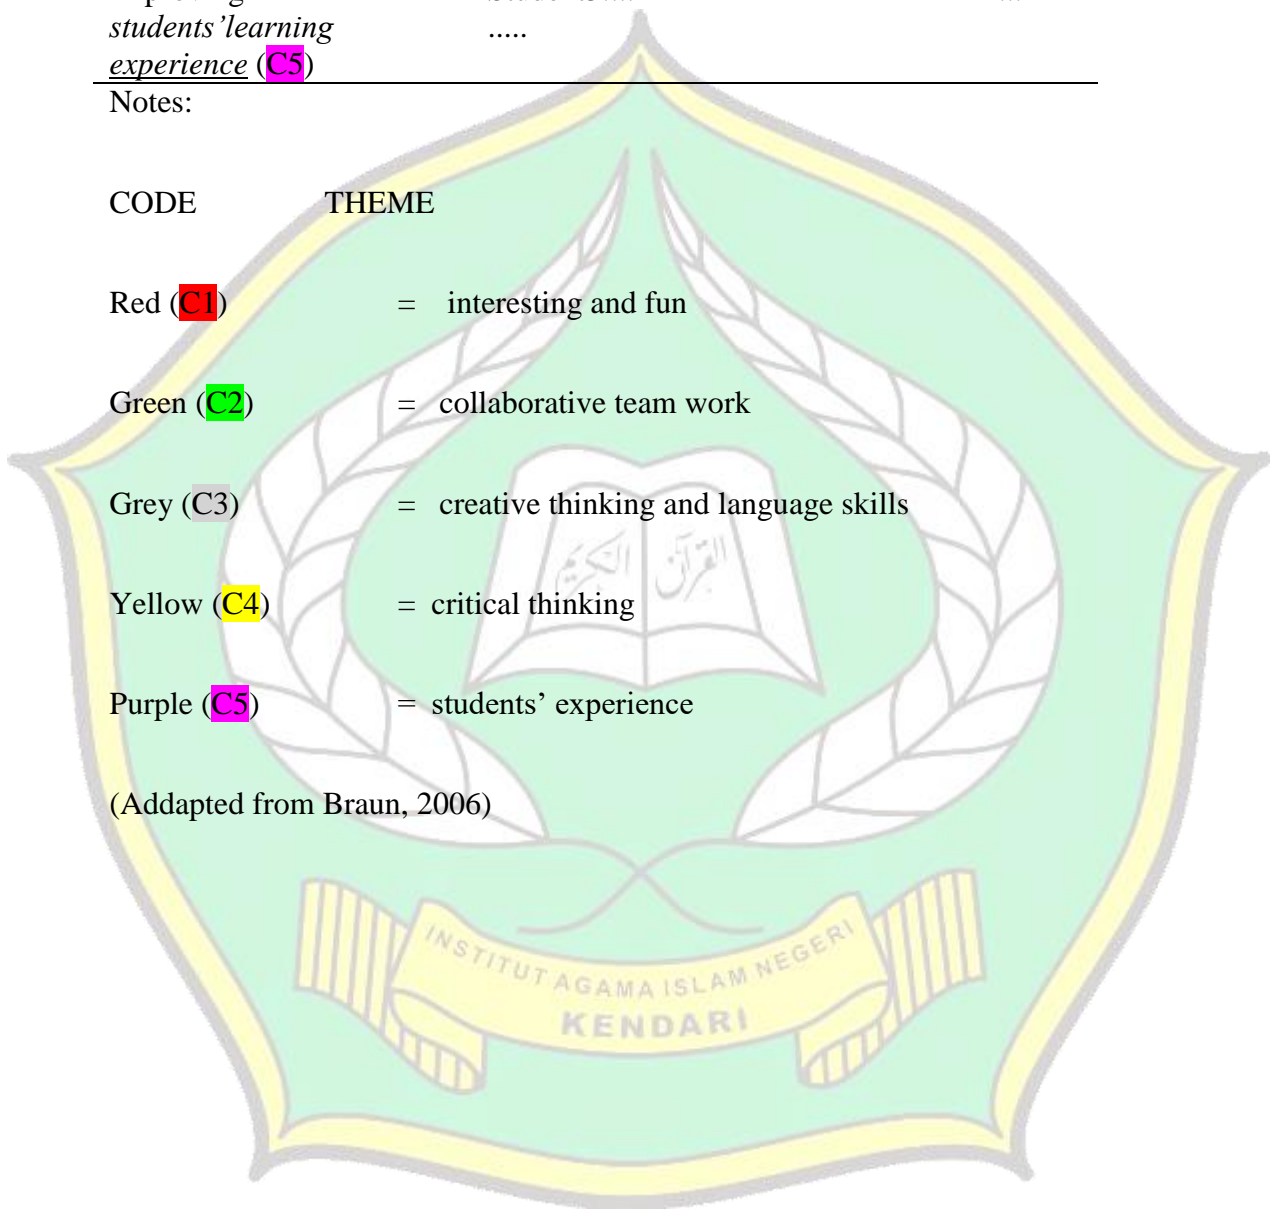 students’learning .....
experience (C5)
Notes:
CODE THEME
Red (C1) = interesting and fun
Green (C2) = collaborative team work
Grey (C3) = creative thinking and language skills
Yellow (C4) = critical thinking
Purple (C5) = students’ experience
(Addapted from Braun, 2006)
القرآن الكريم
INSTITUT AGAMA ISLAM NEGERI
KENDARI